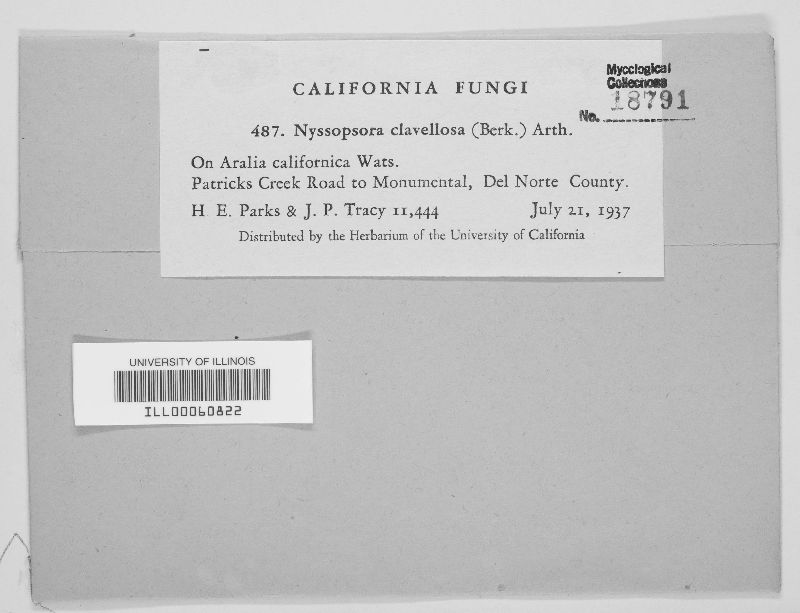 CALIFORNIA FUNGI
Mycological
Collections
No. 18791
487. Nyssopsora clavellosa (Berk.) Arth.
On Aralia californica Wats.
Patricks Creek Road to Monumental, Del Norte County.
H E. Parks & J. P. Tracy 11,444 July 21, 1937
Distributed by the Herbarium of the University of California
UNIVERSITY OF ILLINOIS
ILL00060822